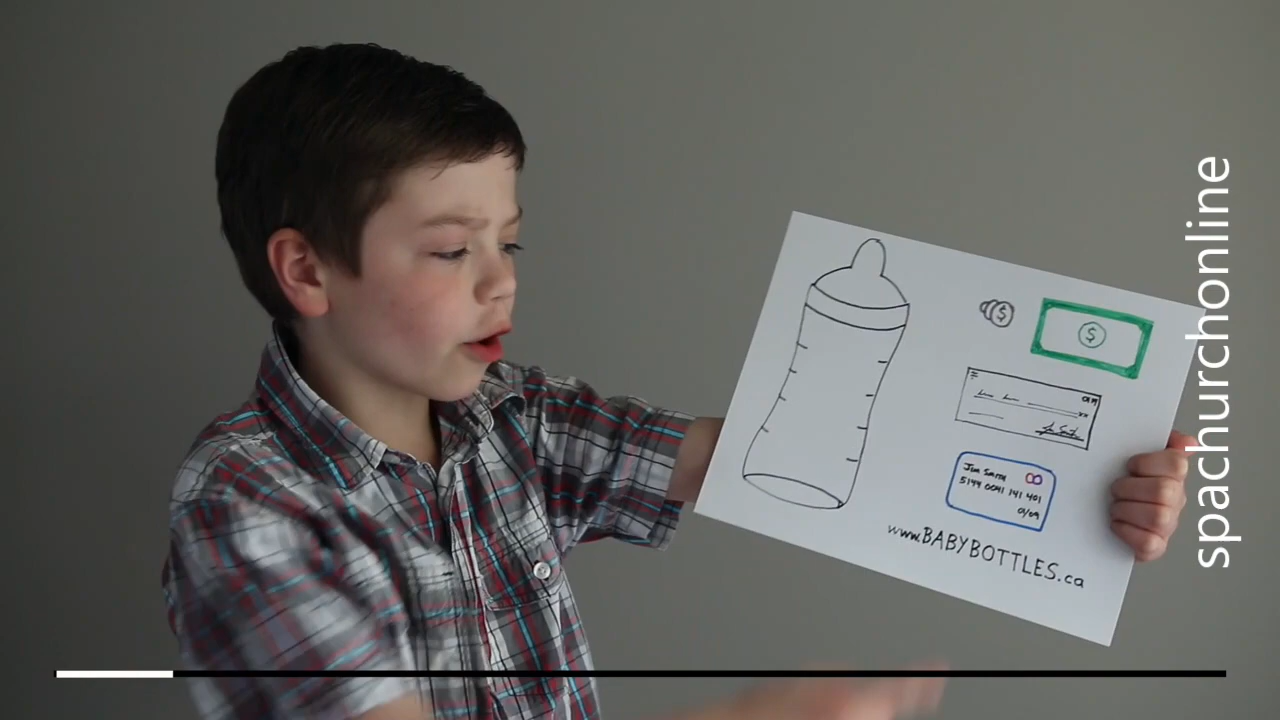 $
$
Jim Smith
5144 0041 141 401
01/09
www.BABYBOTTLES.ca
spachurchonline